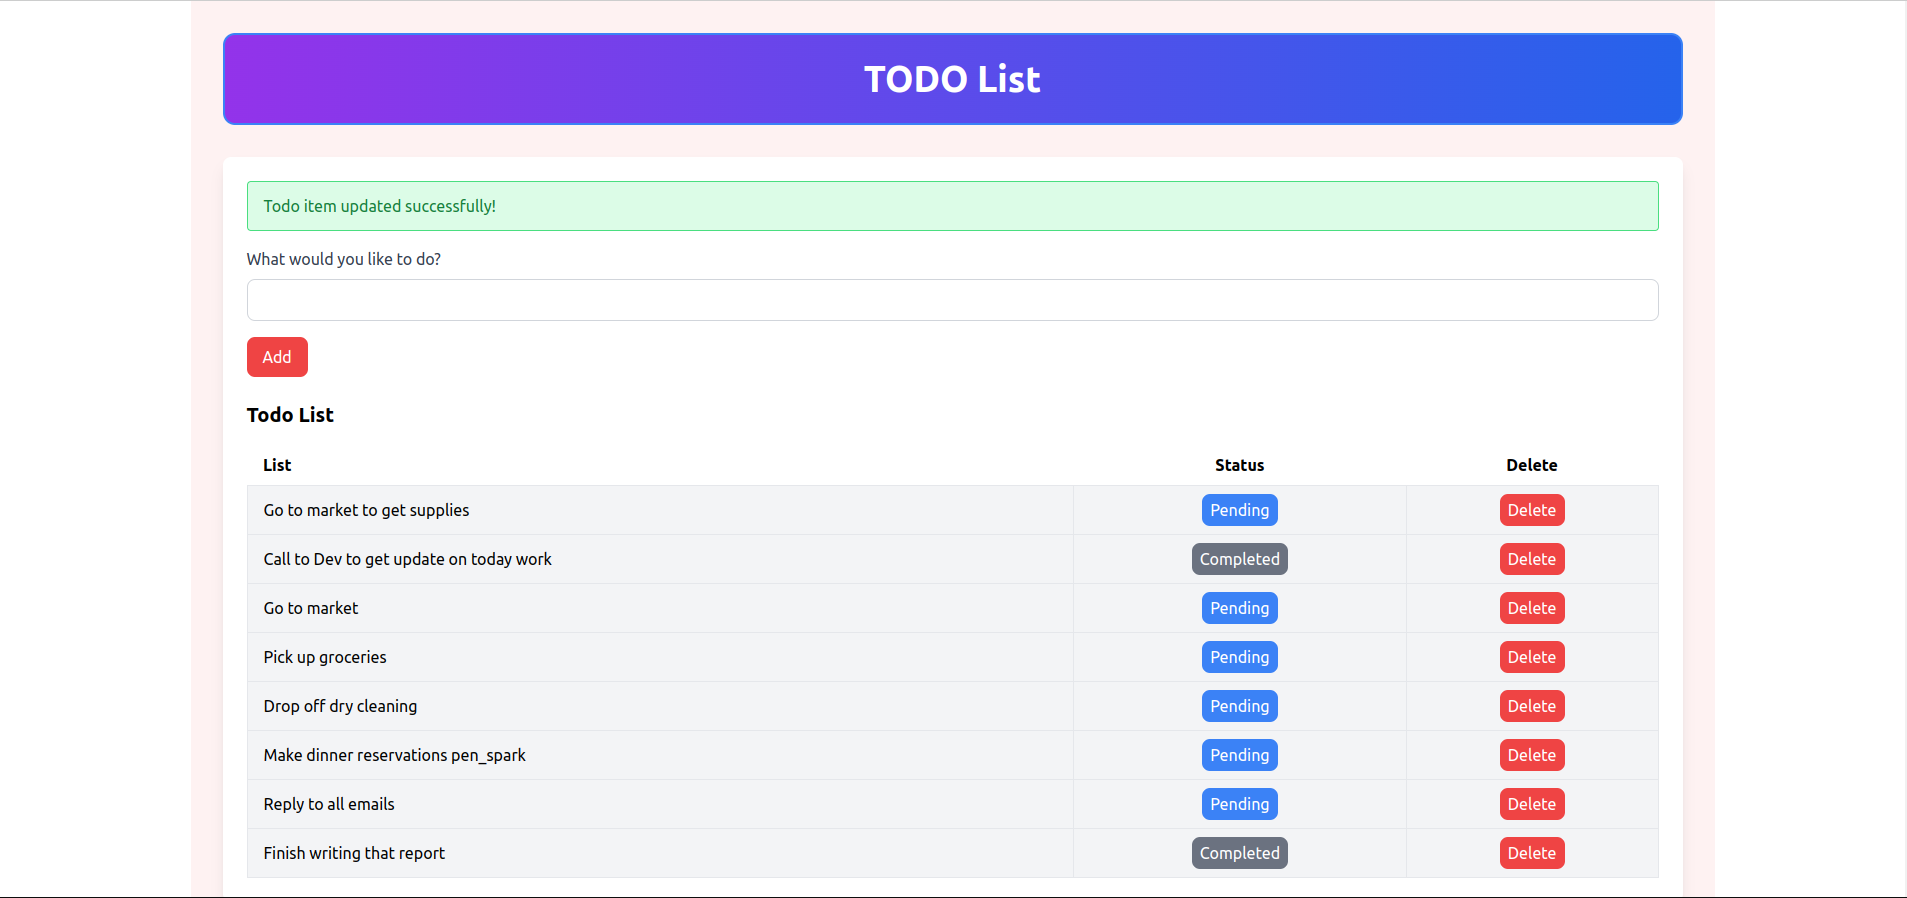 TODO List
Todo item updated successfully!
What would you like to do?
Add
Todo List
List Status Delete
Go to market to get supplies Pending Delete
Call to Dev to get update on today work Completed Delete
Go to market Pending Delete
Pick up groceries Pending Delete
Drop off dry cleaning Pending Delete
Make dinner reservations pen_spark Pending Delete
Reply to all emails Pending Delete
Finish writing that report Completed Delete